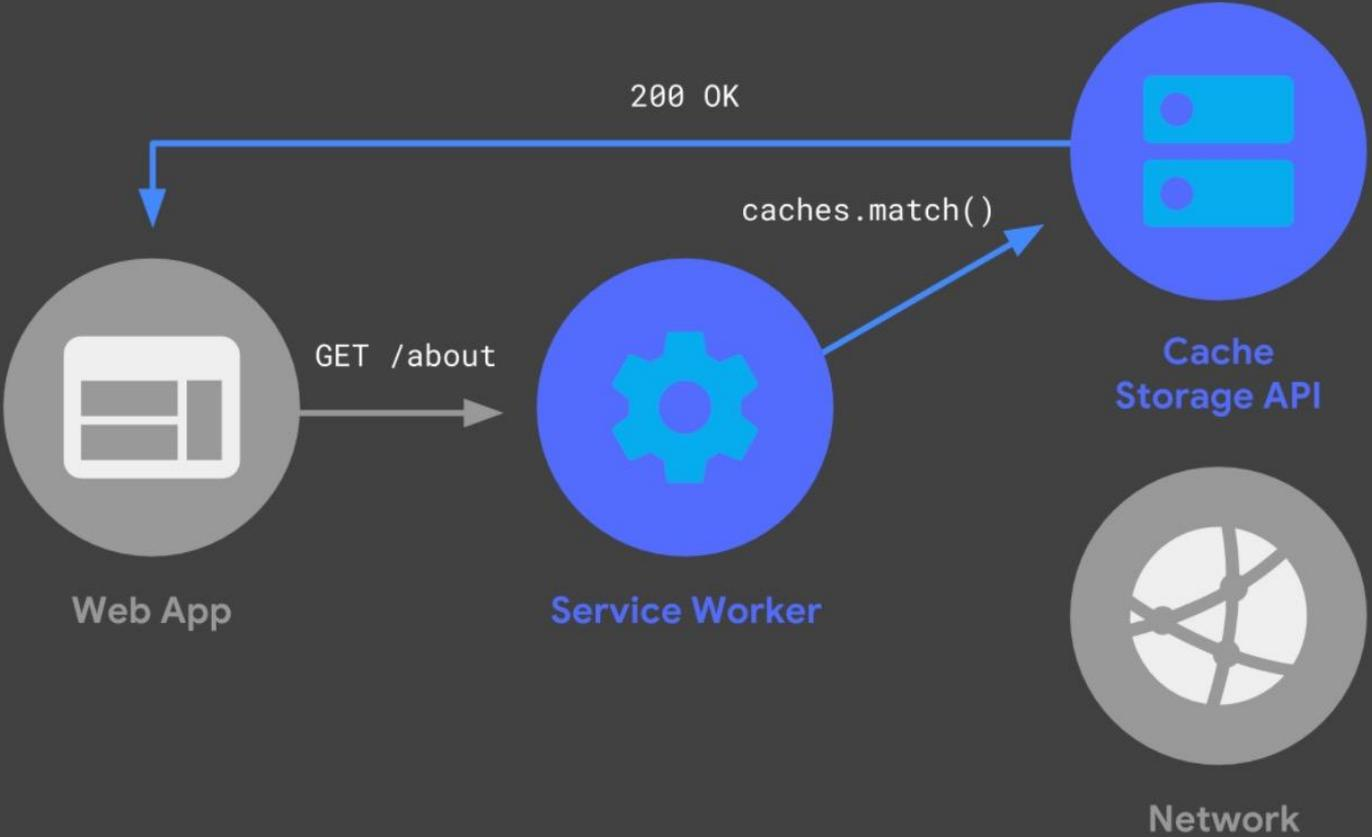 200 OK
caches.match()
GET /about
Cache
Storage API
Web App
Service Worker
Network